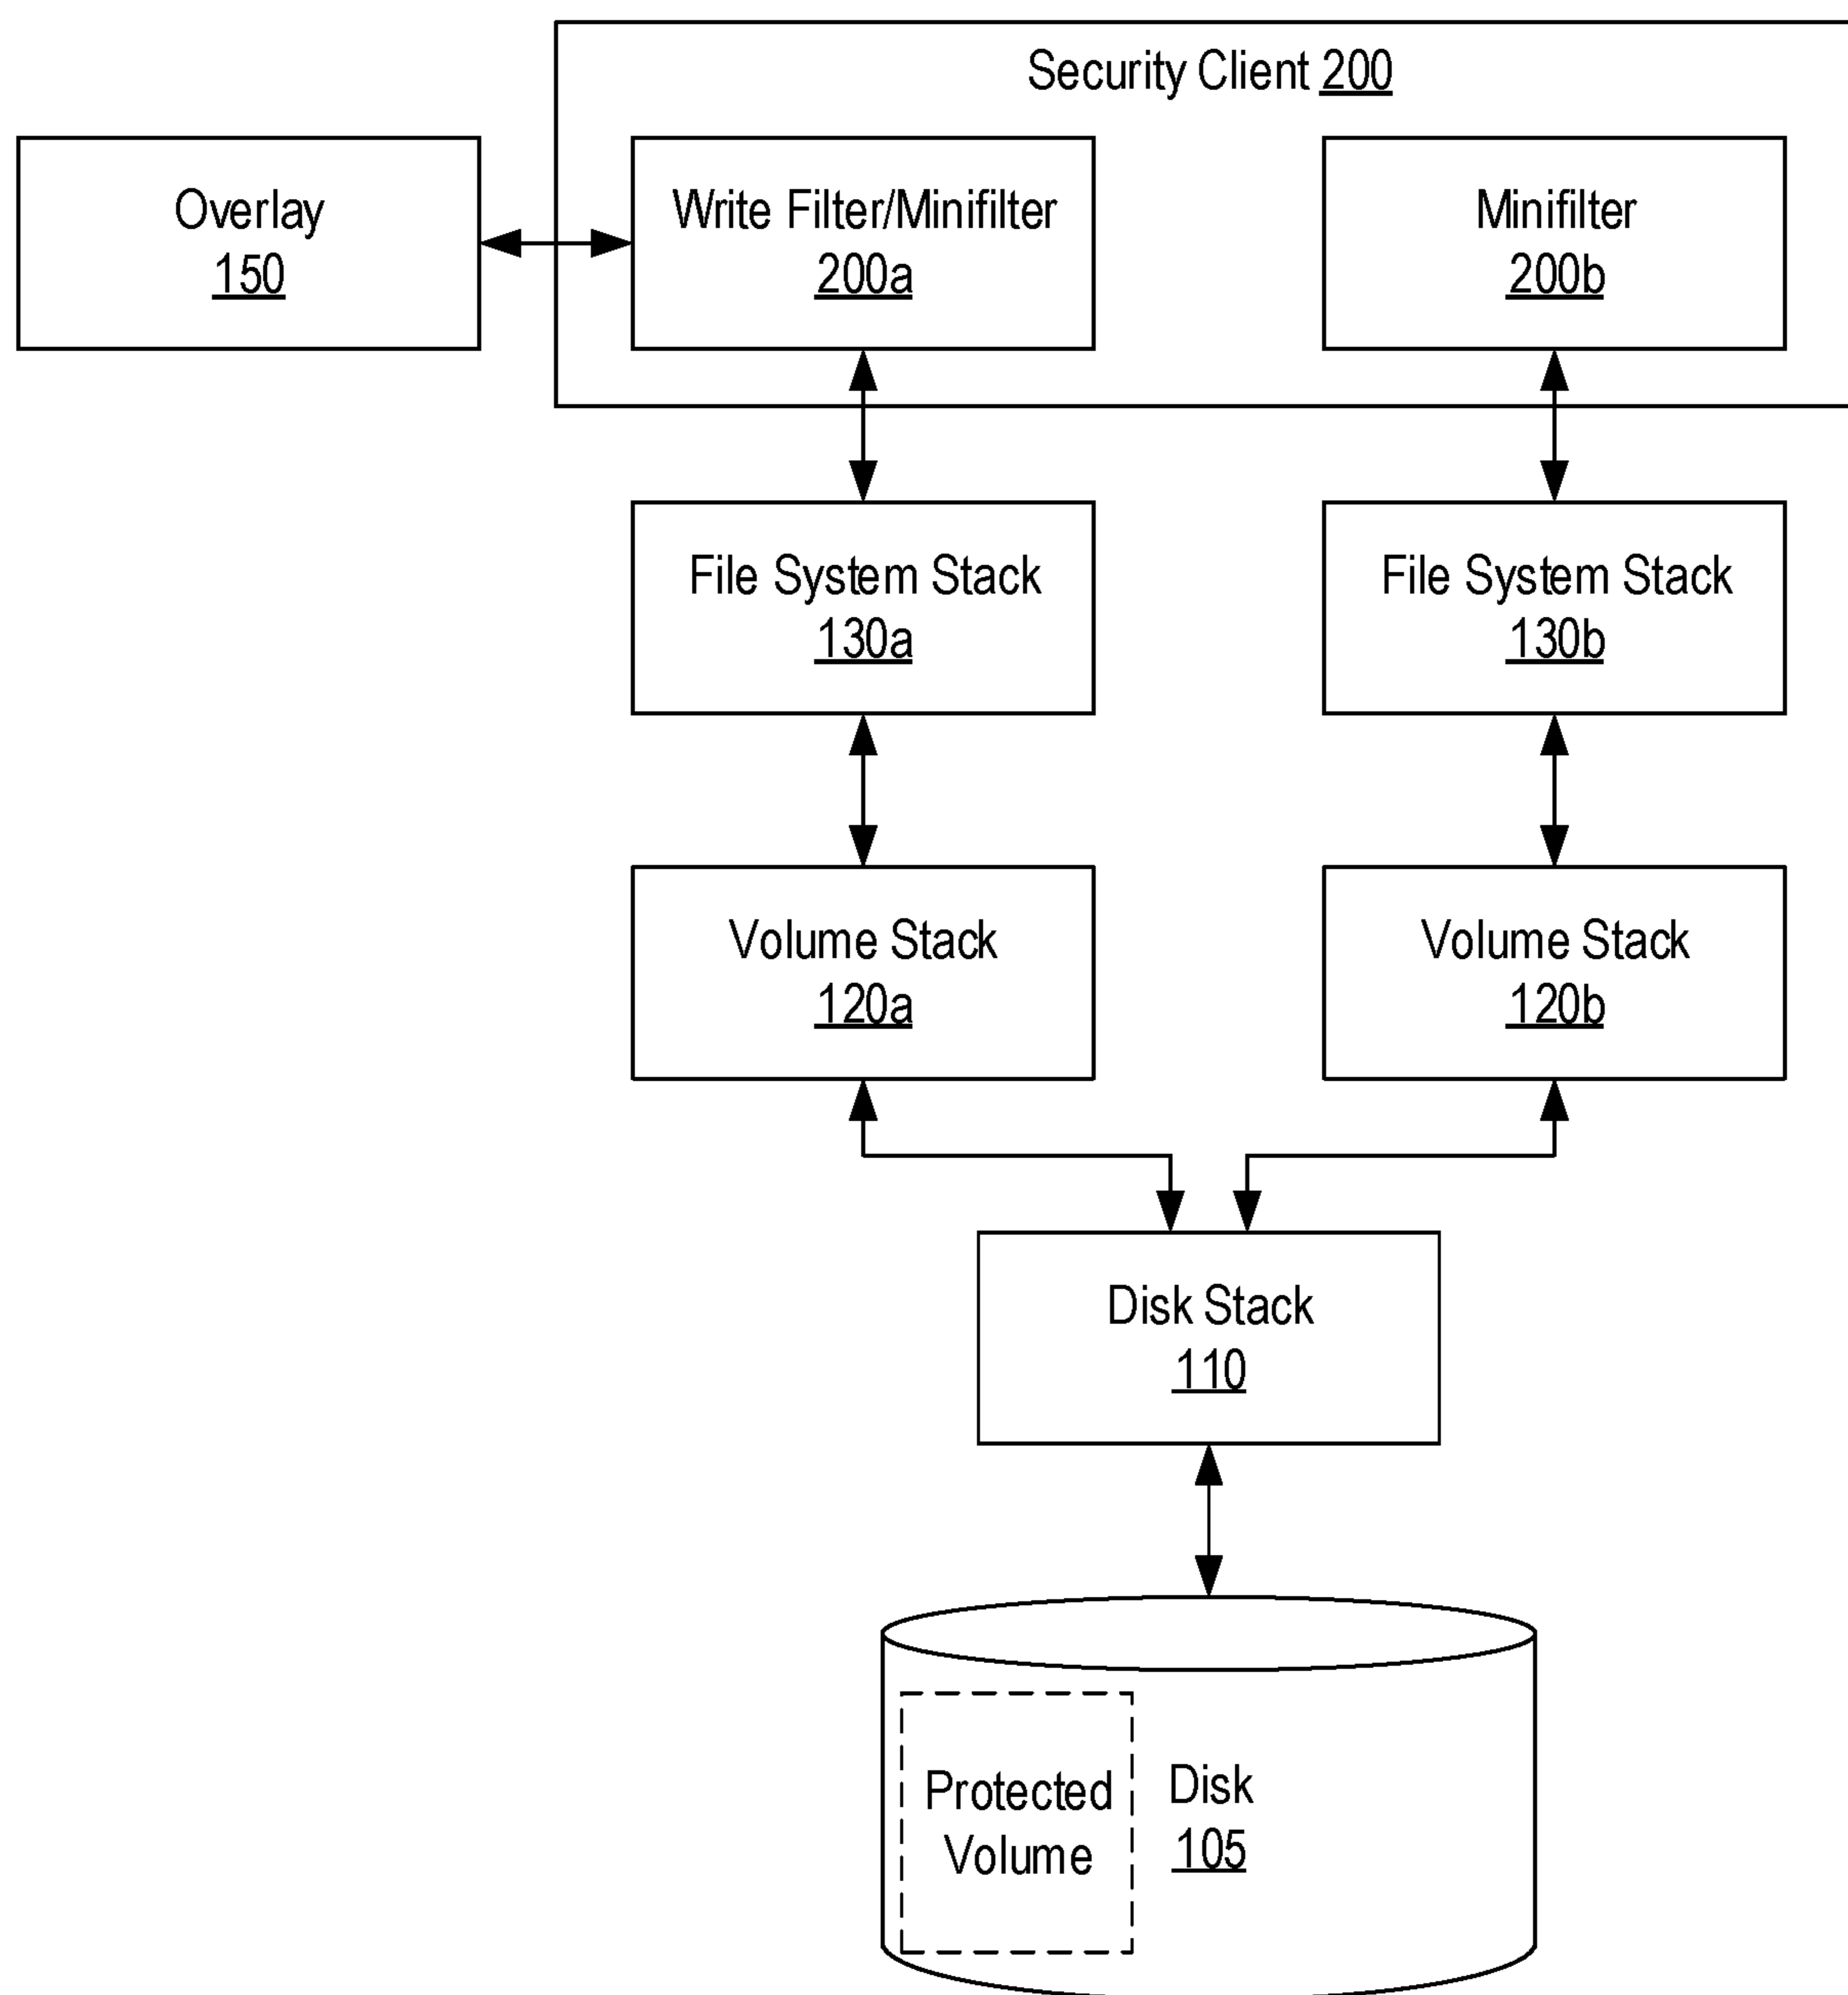 Security Client 200
Overlay
150
Write Filter/Minifilter
200a
Minifilter
200b
File System Stack
130a
File System Stack
130b
Volume Stack
120a
Volume Stack
120b
Disk Stack
110
Protected
Volume
Disk
105